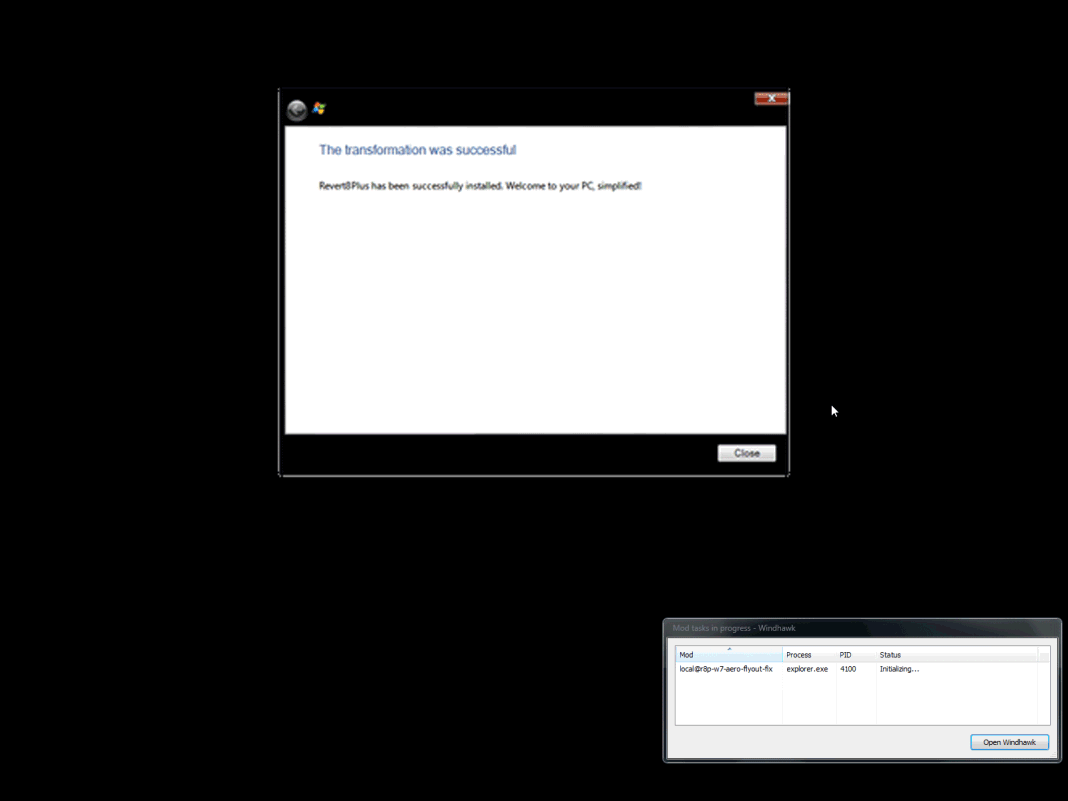 The transformation was successful
Revert8Plus has been successfully installed. Welcome to your PC, simplified!
Close
Mod tasks in progress - Windhawk
Mod Process PID Status
local@r8p-w7-aero-flyout-fix explorer.exe 4100 Initializing...
Open Windhawk